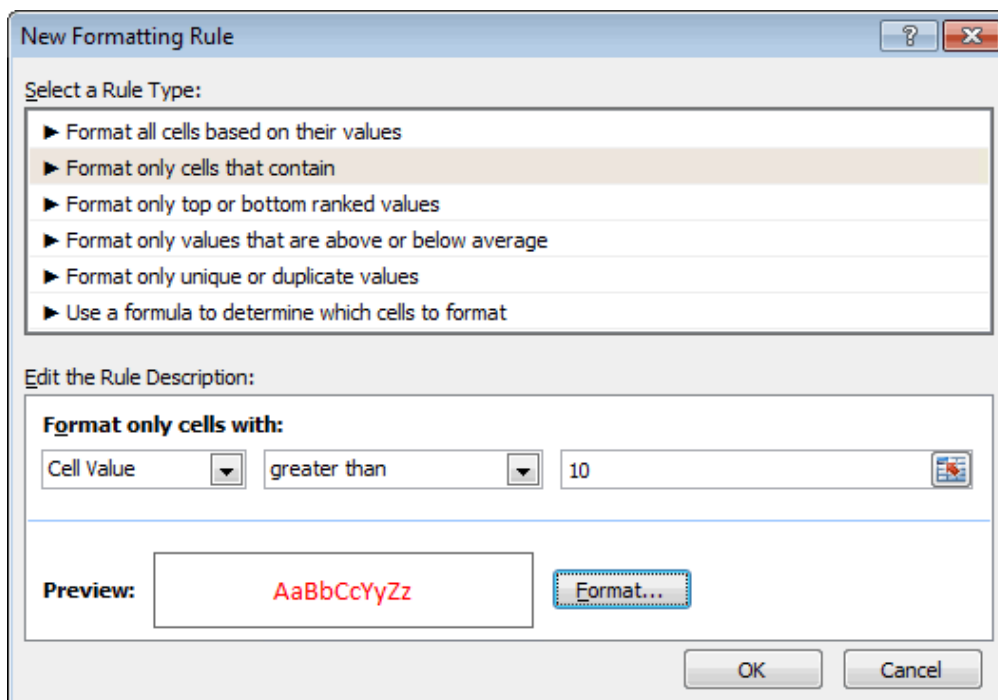 New Formatting Rule
Select a Rule Type:
► Format all cells based on their values
► Format only cells that contain
► Format only top or bottom ranked values
► Format only values that are above or below average
► Format only unique or duplicate values
► Use a formula to determine which cells to format
Edit the Rule Description:
Format only cells with:
Cell Value greater than 10
Preview: AaBbCcYyZz Format...
OK Cancel